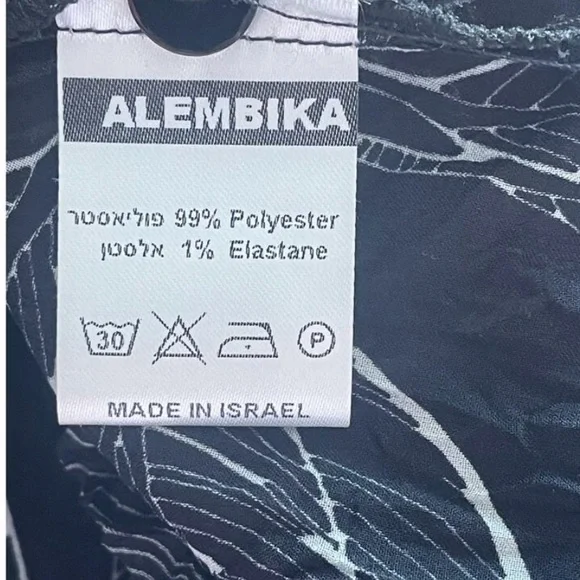 ALEMBIKA
פוליאסטר 99% Polyester
אלסטן 1% Elastane
30 P
MADE IN ISRAEL